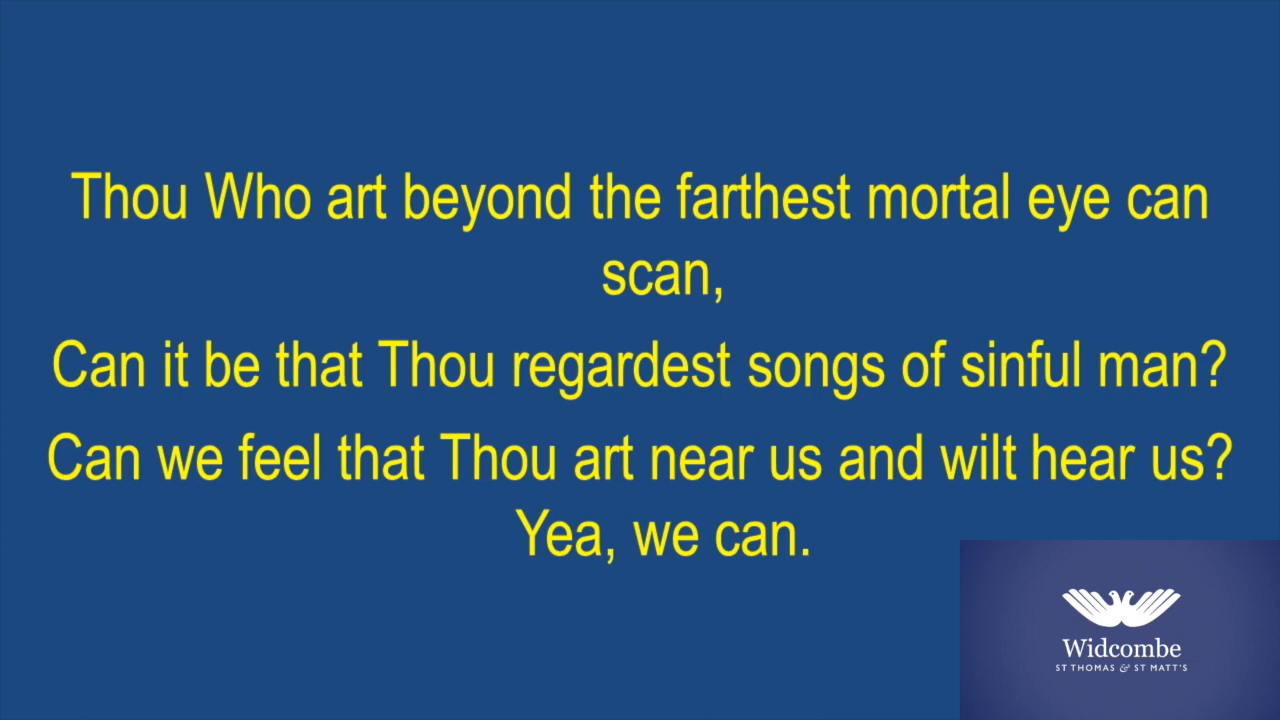 Thou Who art beyond the farthest mortal eye can
scan,
Can it be that Thou regardest songs of sinful man?
Can we feel that Thou art near us and wilt hear us?
Yea, we can.
Widcombe
ST THOMAS & ST MATT'S